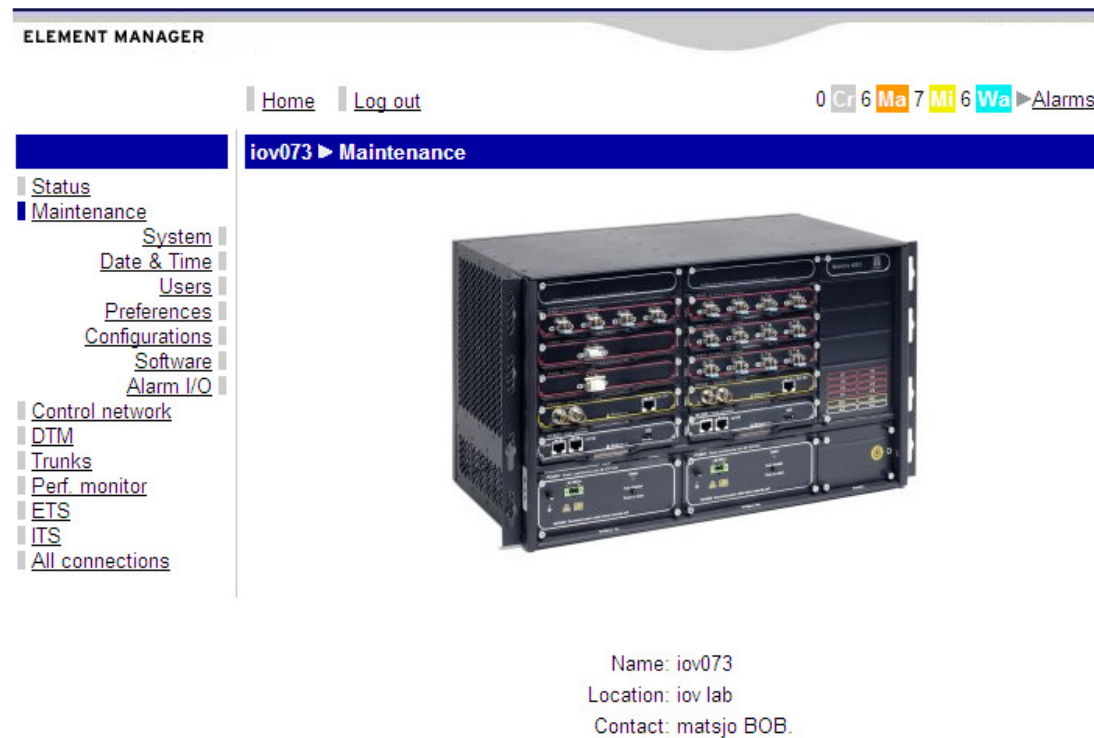 ELEMENT MANAGER
Home Log out 0 Cr 6 Ma 7 Mi 6 Wa Alarms
iov073 Maintenance
Status
Maintenance
System
Date & Time
Users
Preferences
Configurations
Software
Alarm I/O
Control network
DTM
Trunks
Perf. monitor
ETS
ITS
All connections
Name: iov073
Location: iov lab
Contact: matsjo BOB.